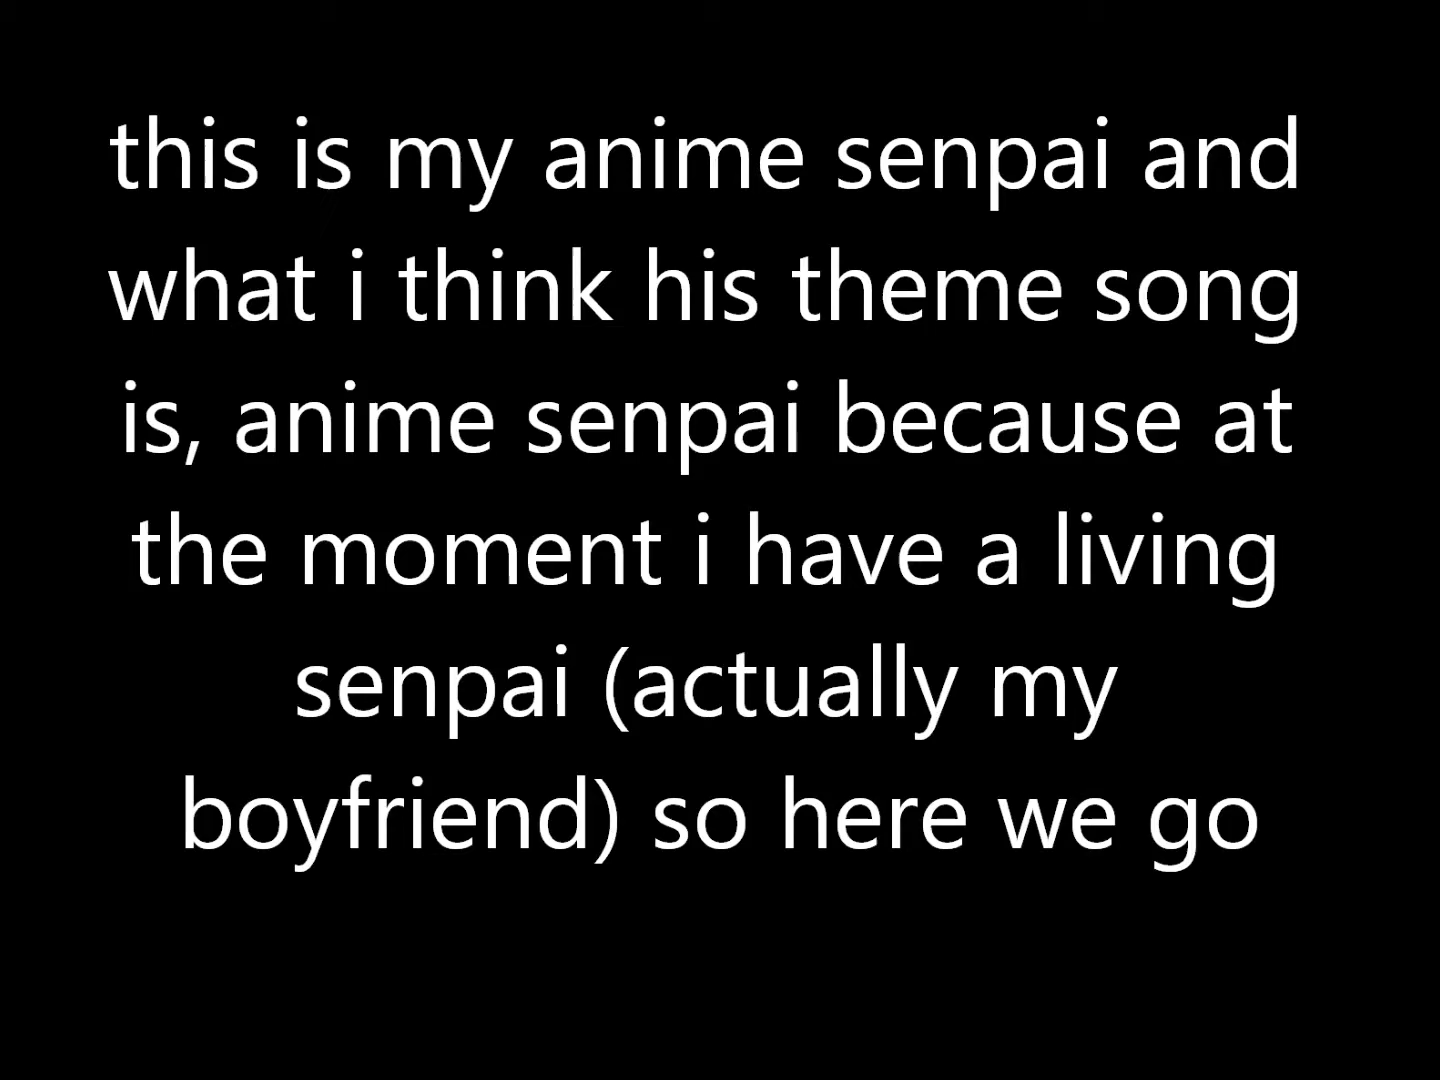 this is my anime senpai and
what i think his theme song
is, anime senpai because at
the moment i have a living
senpai (actually my
boyfriend) so here we go